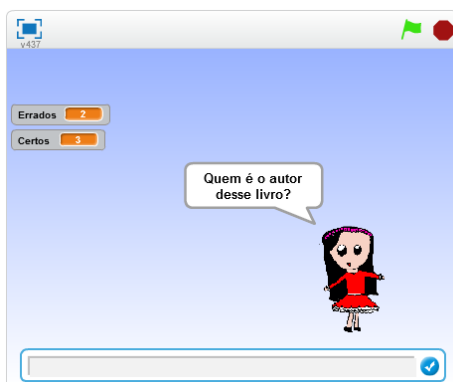 v437
Errados 2
Certos 3
Quem é o autor
desse livro?